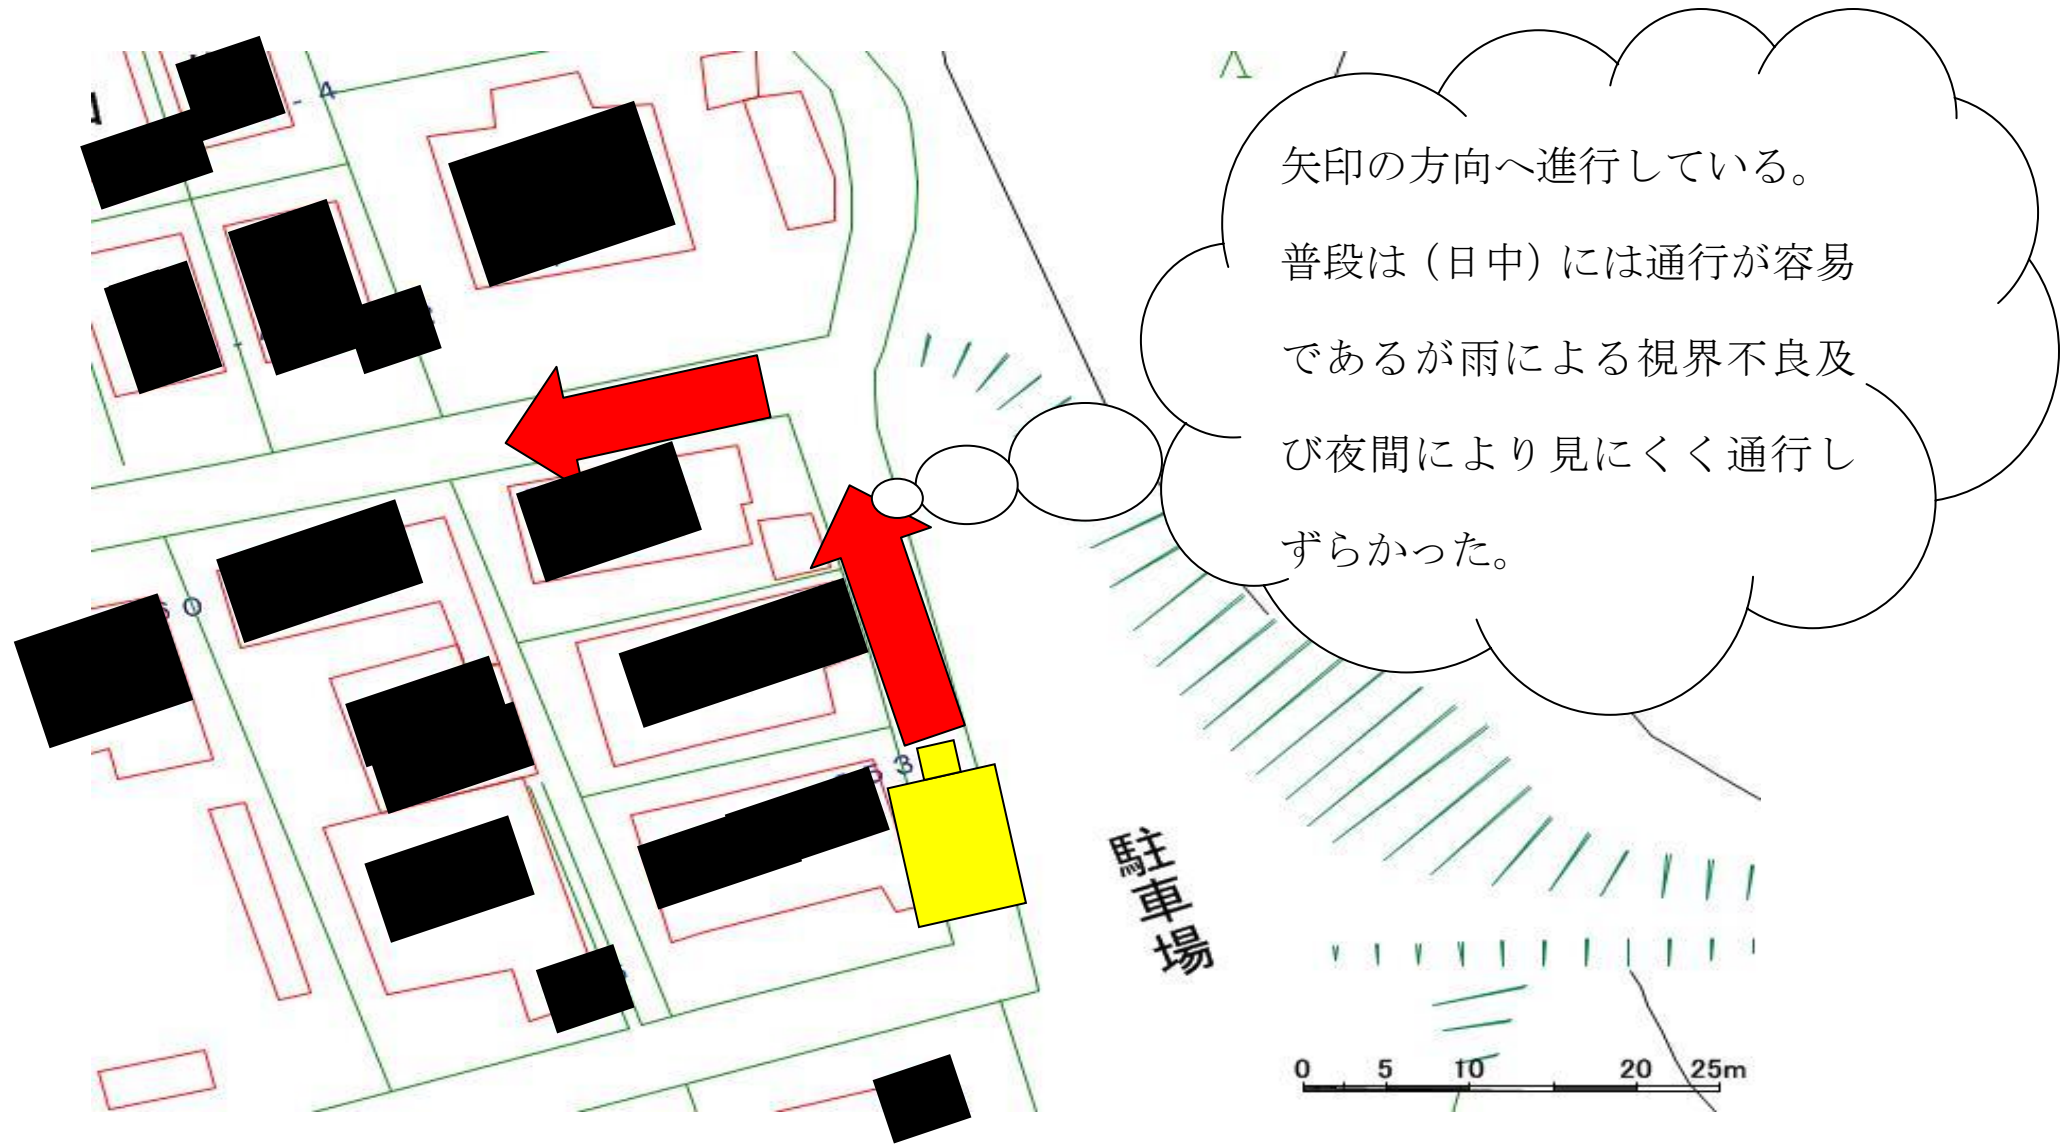 - 4
矢印の方向へ進行している。
普段は（日中）には通行が容易
であるが雨による視界不良及
び夜間により見にくく通行し
ずらかった。
駐車場
0 5 10 20 25m